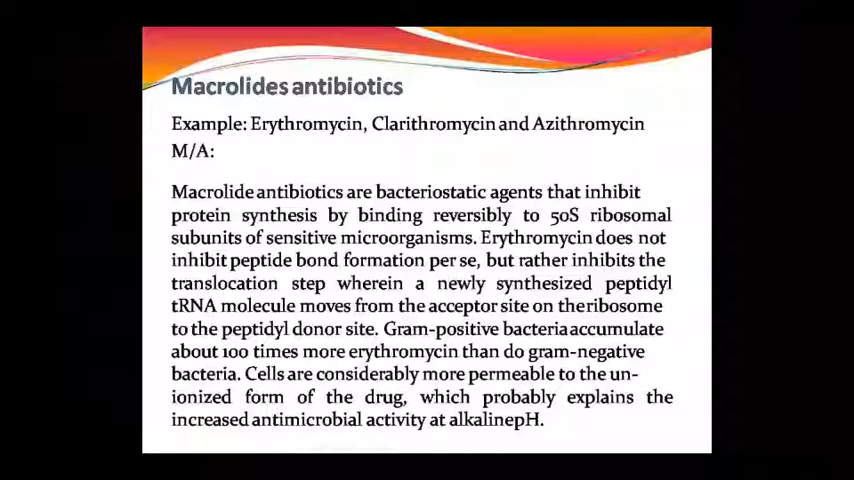 Macrolides antibiotics
Example: Erythromycin, Clarithromycin and Azithromycin
M/A:
Macrolide antibiotics are bacteriostatic agents that inhibit
protein synthesis by binding reversibly to 50S ribosomal
subunits of sensitive microorganisms. Erythromycin does not
inhibit peptide bond formation per se, but rather inhibits the
translocation step wherein a newly synthesized peptidyl
tRNA molecule moves from the acceptor site on theribosome
to the peptidyl donor site. Gram-positive bacteria accumulate
about 100 times more erythromycin than do gram-negative
bacteria. Cells are considerably more permeable to the un-
ionized form of the drug, which probably explains the
increased antimicrobial activity at alkalinepH.